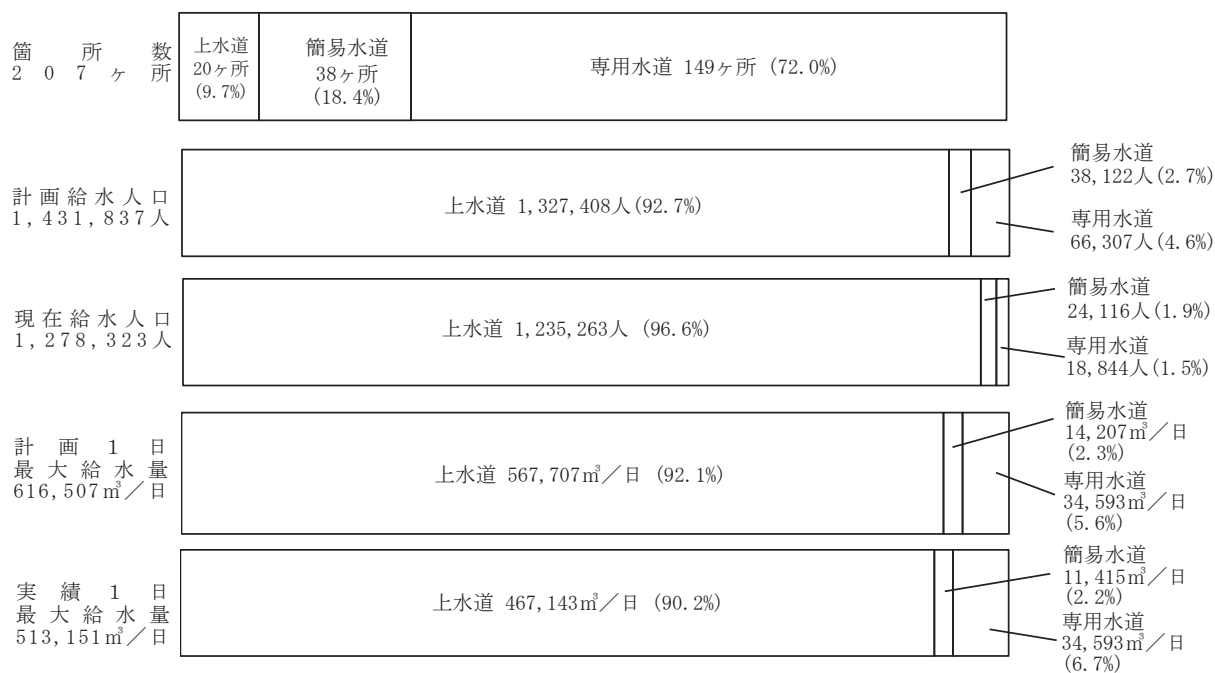 箇所数
207ヶ所
上水道
20ヶ所
(9.7%)
簡易水道
38ヶ所
(18.4%)
専用水道 149ヶ所 (72.0%)
計画給水人口
1,431,837人
上水道 1,327,408人(92.7%)
簡易水道
38,122人(2.7%)
専用水道
66,307人(4.6%)
現在給水人口
1,278,323人
上水道 1,235,263人 (96.6%)
簡易水道
24,116人(1.9%)
専用水道
18,844人(1.5%)
計画1日
最大給水量
616,507㎥/日
上水道 567,707㎥/日 (92.1%)
簡易水道
14,207㎥/日
(2.3%)
専用水道
34,593㎥/日
(5.6%)
実績1日
最大給水量
513,151㎥/日
上水道 467,143㎥/日 (90.2%)
簡易水道
11,415㎥/日
(2.2%)
専用水道
34,593㎥/日
(6.7%)